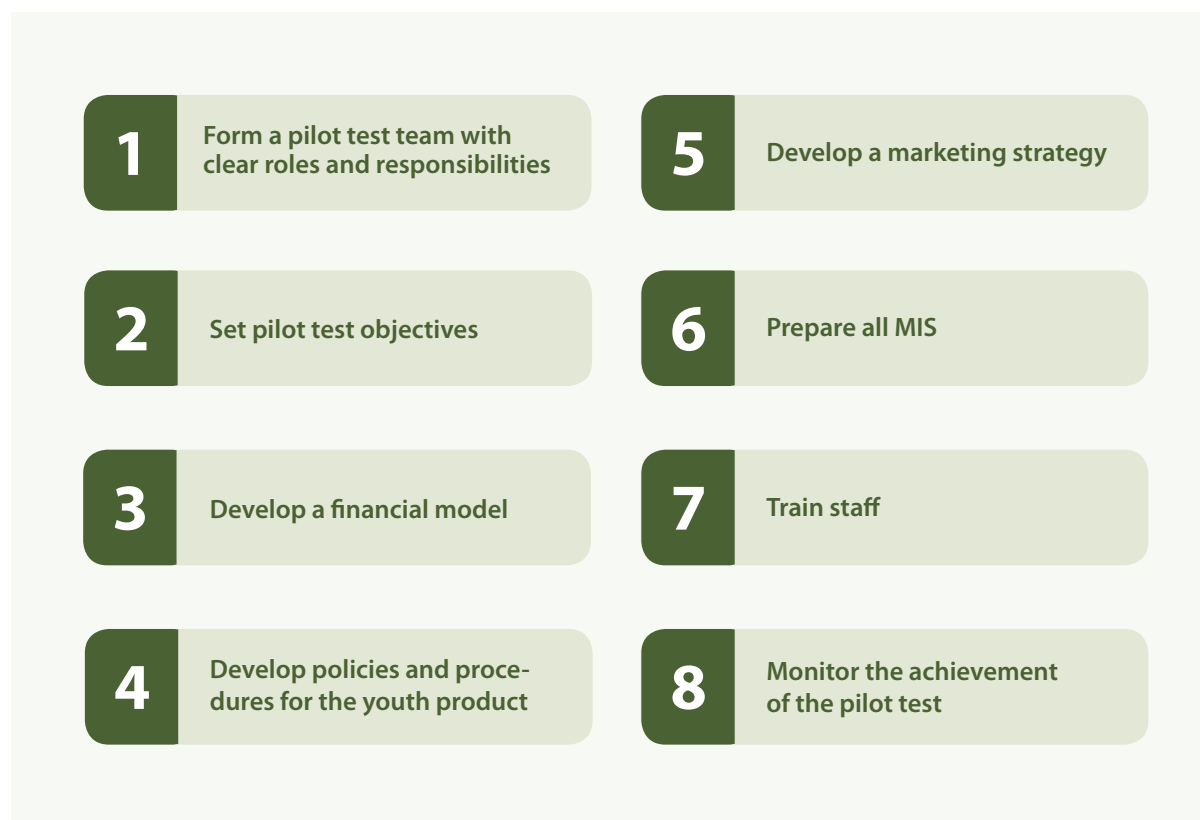 1
Form a pilot test team with
clear roles and responsibilities
2
Set pilot test objectives
3
Develop a financial model
4
Develop policies and proce-
dures for the youth product
5
Develop a marketing strategy
6
Prepare all MIS
7
Train staff
8
Monitor the achievement
of the pilot test